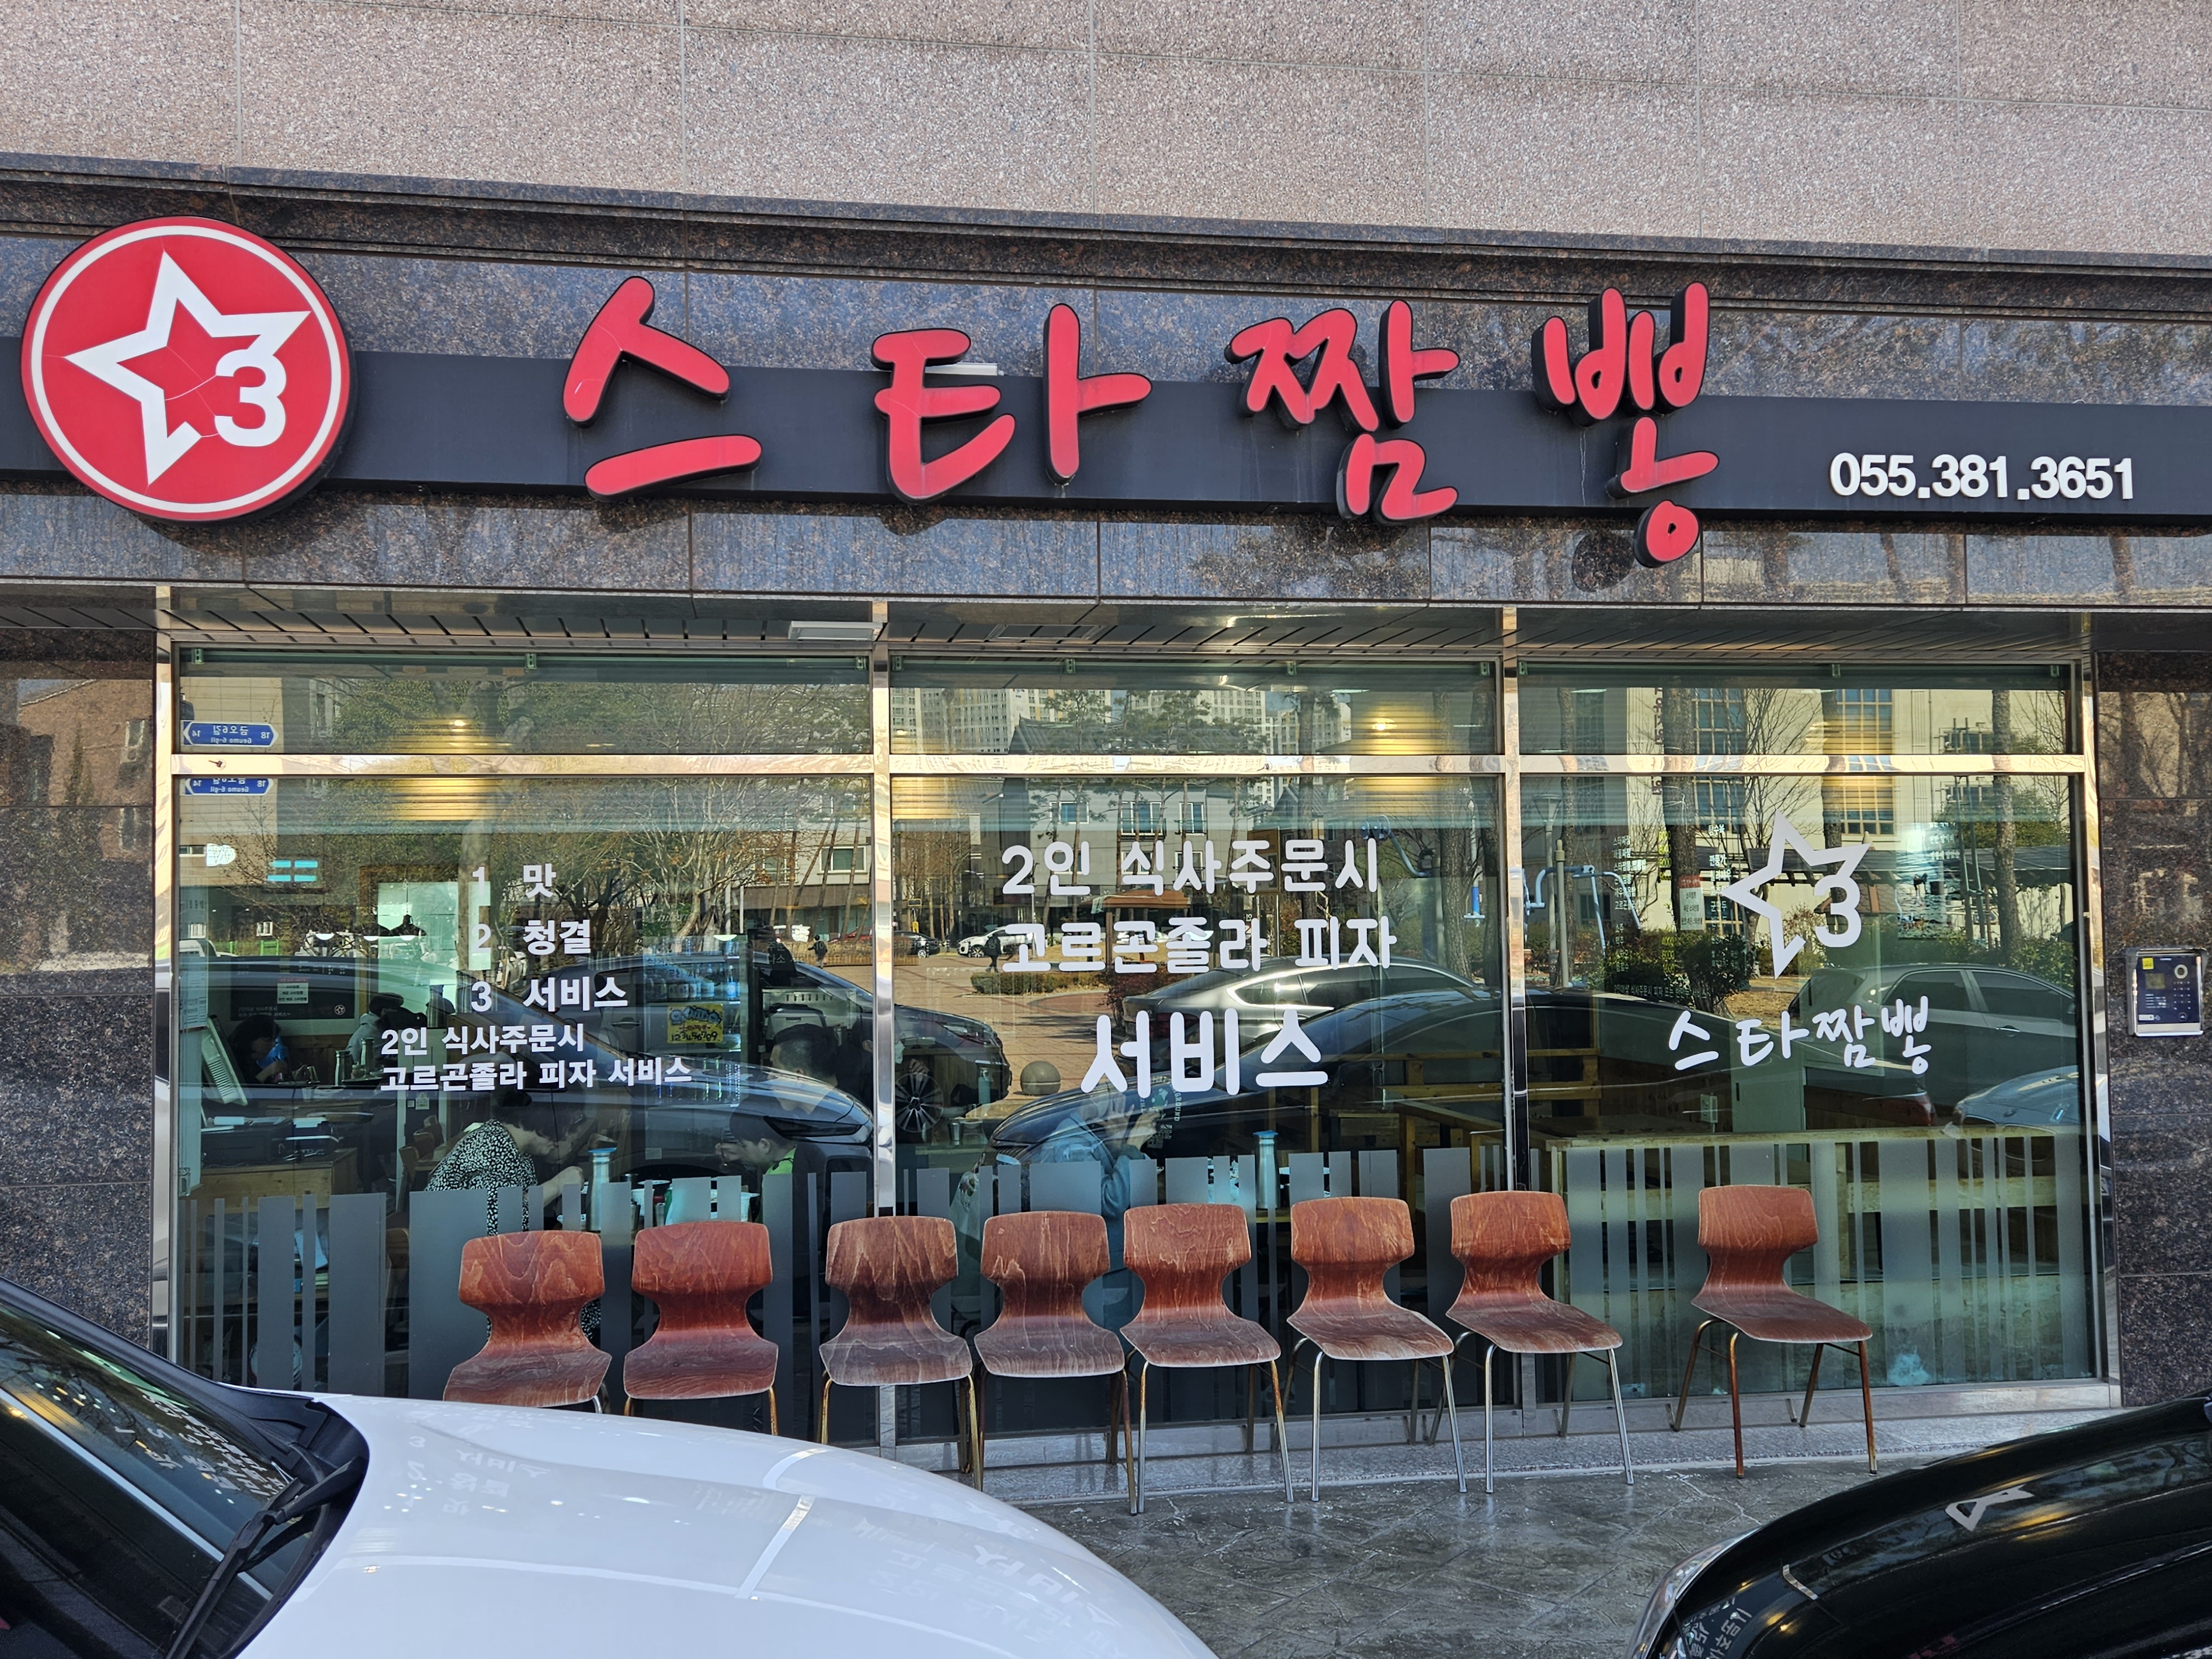 3
스타짬뽕
055.381.3651
1 맛
2 청결
3 서비스
2인 식사주문시
고르곤졸라 피자 서비스
2인 식사주문시
고르곤졸라 피자
서비스
3
스타짬뽕